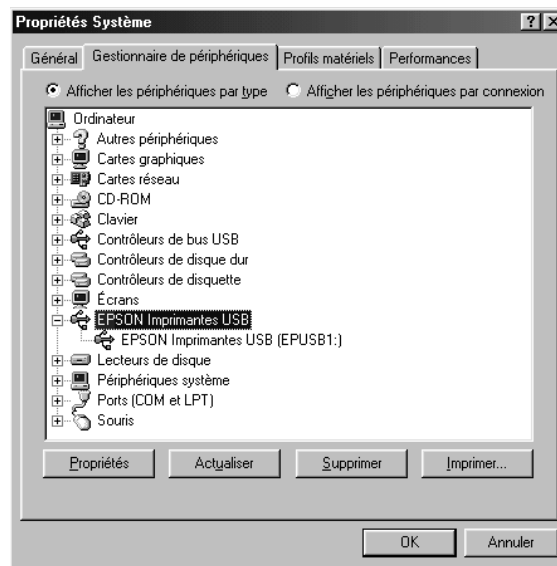 Propriétés Système
Général Gestionnaire de périphériques Profils matériels Performances
Afficher les périphériques par type Afficher les périphériques par connexion
Ordinateur
Autres périphériques
Cartes graphiques
Cartes réseau
CD-ROM
Clavier
Contrôleurs de bus USB
Contrôleurs de disque dur
Contrôleurs de disquette
Écrans
EPSON Imprimantes USB
EPSON Imprimantes USB (EPUSB1:)
Lecteurs de disque
Périphériques système
Ports (COM et LPT)
Souris
Propriétés Actualiser Supprimer Imprimer...
OK Annuler